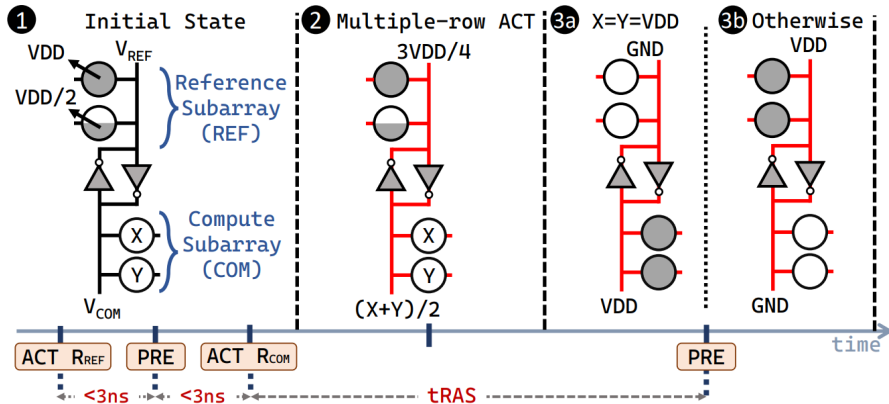 1 Initial State
2 Multiple-row ACT
3a X=Y=VDD
3b Otherwise
VDD
VREF
VDD/2
Reference
Subarray
(REF)
X
Y
Compute
Subarray
(COM)
VCOM
3VDD/4
X
Y
(X+Y)/2
GND
VDD
VDD
GND
time
ACT RREF
PRE
ACT RCOM
PRE
<3ns
<3ns
tRAS